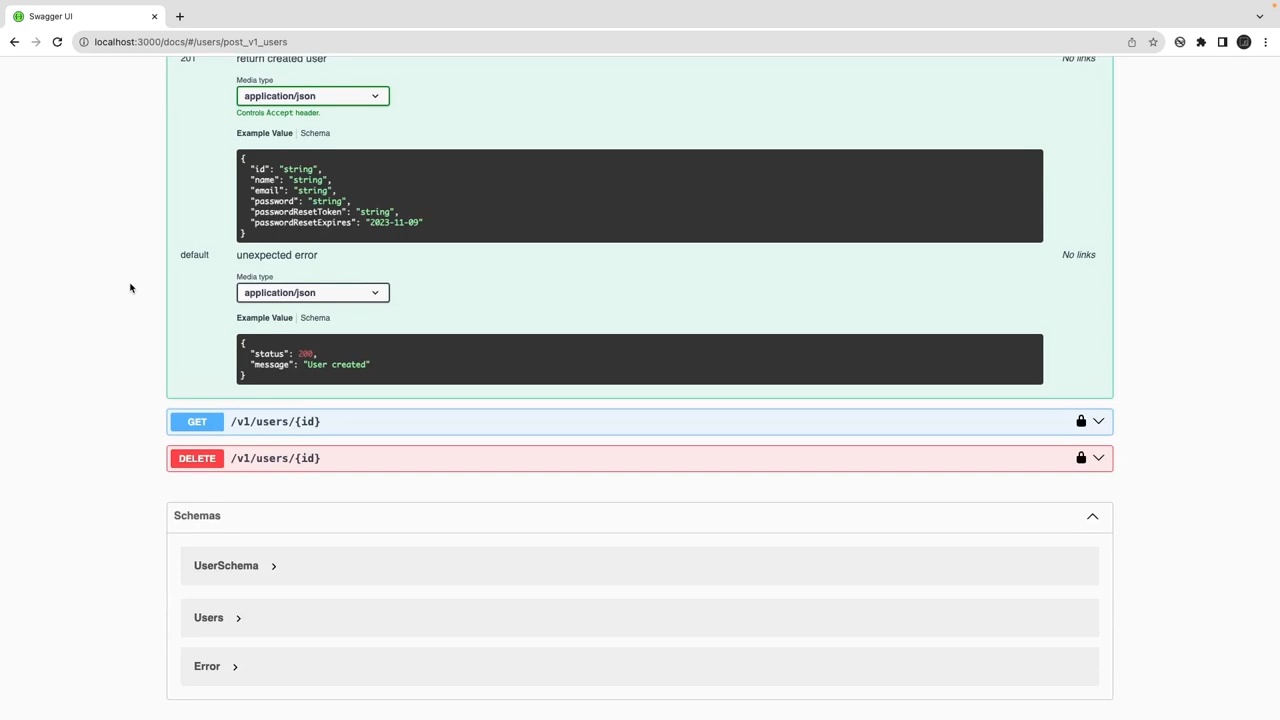 Swagger UI
localhost:3000/docs/#/users/post_v1_users
201 return created user No links
Media type
application/json
Controls Accept header.
Example Value Schema
{
"id": "string",
"name": "string",
"email": "string",
"password": "string",
"passwordResetToken": "string",
"passwordResetExpires": "2023-11-09"
}
default unexpected error No links
Media type
application/json
Example Value Schema
{
"status": 200,
"message": "User created"
}
GET /v1/users/{id}
DELETE /v1/users/{id}
Schemas
UserSchema
Users
Error